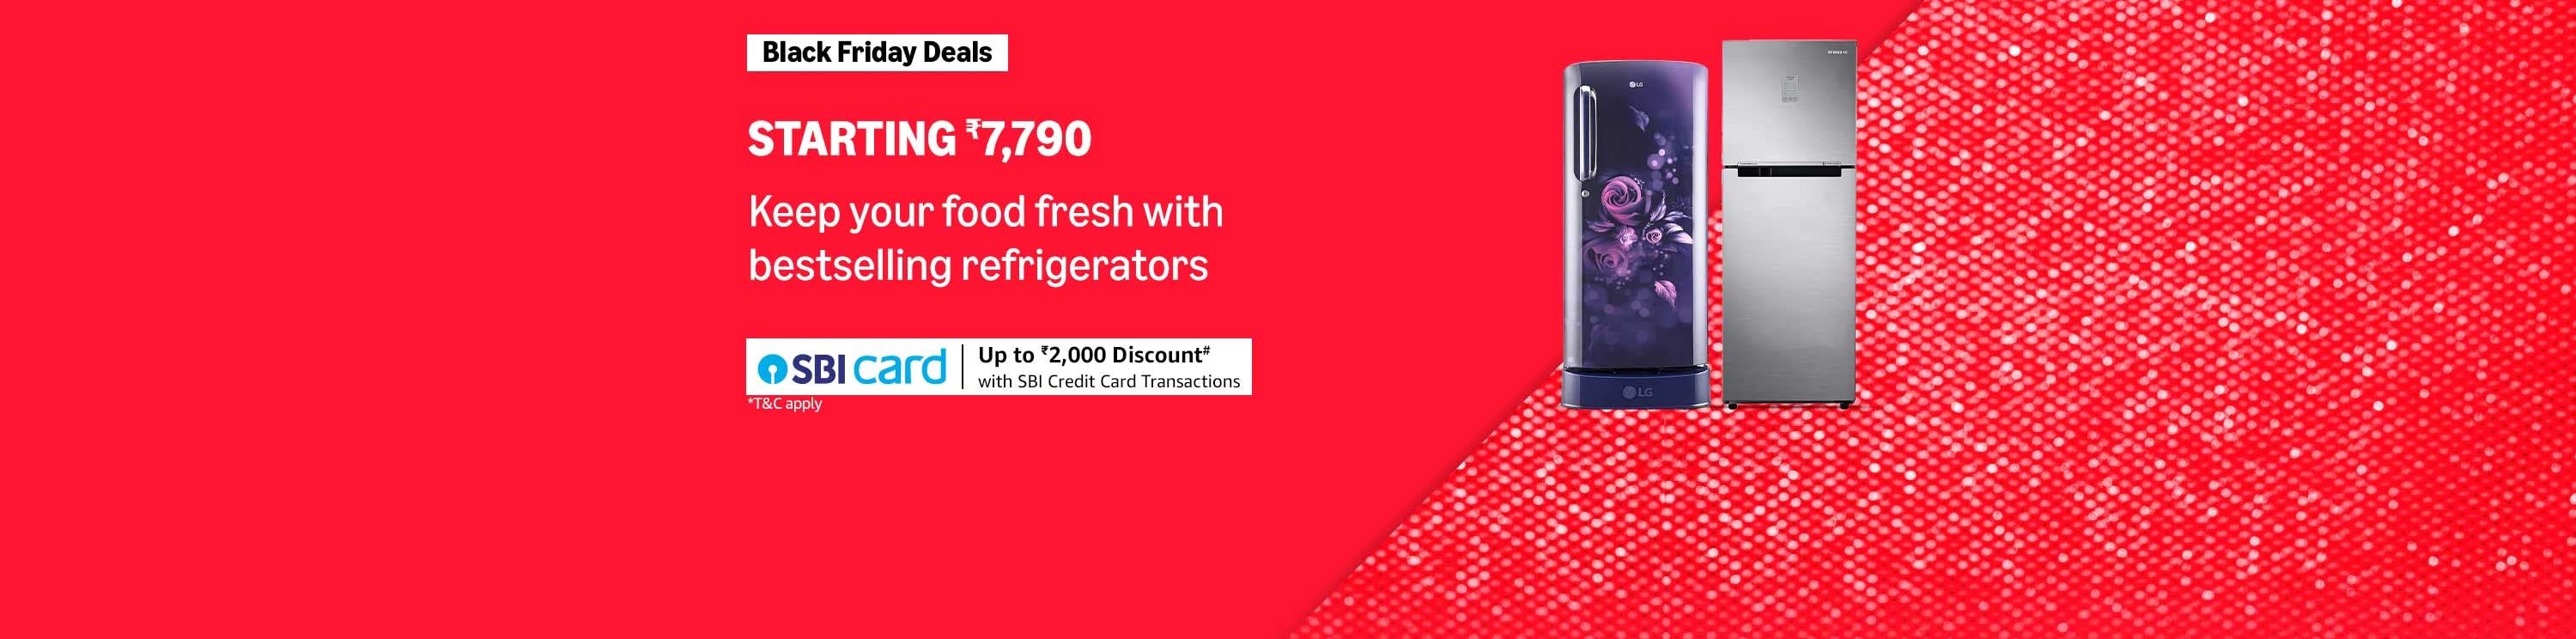 Black Friday Deals
STARTING ₹7,790
Keep your food fresh with
bestselling refrigerators
SBI card
Up to ₹2,000 Discount#
with SBI Credit Card Transactions
*T&C apply
LG
LG